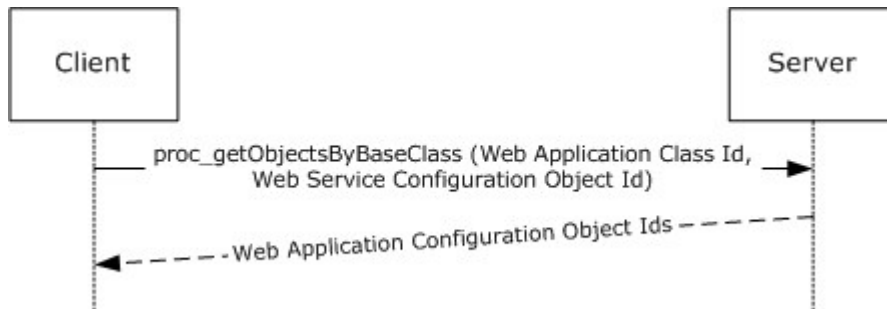 Client
Server
proc_getObjectsByBaseClass (Web Application Class Id,
Web Service Configuration Object Id)
Web Application Configuration Object Ids